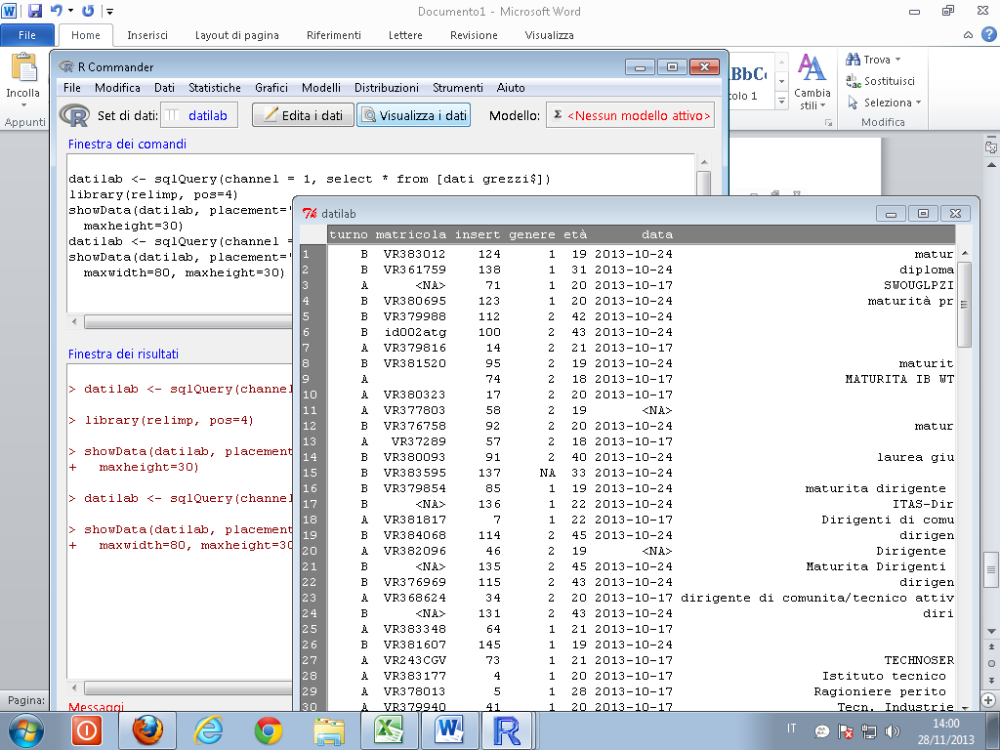 Documento1 - Microsoft Word
File Home Inserisci Layout di pagina Riferimenti Lettere Revisione Visualizza
Incolla
Appunti
Cambia
stili
Trova
Sostituisci
Seleziona
Modifica
R Commander
File Modifica Dati Statistiche Grafici Modelli Distribuzioni Strumenti Aiuto
Set di dati: datilab Edita i dati Visualizza i dati Modello: Σ <Nessun modello attivo>
Finestra dei comandi
datilab <- sqlQuery(channel = 1, select * from [dati grezzi$])
library(relimp, pos=4)
showData(datilab, placement='
maxheight=30)
datilab <- sqlQuery(channel =
showData(datilab, placement='
maxwidth=80, maxheight=30)
Finestra dei risultati
> datilab <- sqlQuery(channel
> library(relimp, pos=4)
> showData(datilab, placement
+ maxheight=30)
> datilab <- sqlQuery(channel
> showData(datilab, placement
+ maxwidth=80, maxheight=30
Messaggi
datilab
turno matricola insert genere età data
1 B VR383012 124 1 19 2013-10-24 matur
2 B VR361759 138 1 31 2013-10-24 diploma
3 A <NA> 71 1 20 2013-10-17 SWOUGLPZI
4 B VR380695 123 1 20 2013-10-24 maturità pr
5 B VR379988 112 2 42 2013-10-24
6 B id002atg 100 2 43 2013-10-24
7 A VR379816 14 2 21 2013-10-17
8 B VR381520 95 2 19 2013-10-24 maturit
9 A 74 2 18 2013-10-17 MATURITA IB WT
10 A VR380323 17 2 20 2013-10-17
11 A VR377803 58 2 19 <NA>
12 B VR376758 92 2 20 2013-10-24 matur
13 A VR37289 57 2 18 2013-10-17
14 B VR380093 91 2 40 2013-10-24 laurea giu
15 B VR383595 137 NA 33 2013-10-24
16 B VR379854 85 1 19 2013-10-24 maturita dirigente
17 B <NA> 136 1 22 2013-10-24 ITAS-Dir
18 A VR381817 7 1 22 2013-10-17 Dirigenti di comu
19 B VR384068 114 2 45 2013-10-24 dirigen
20 A VR382096 46 2 19 <NA> Dirigente
21 B <NA> 135 2 45 2013-10-24 Maturita Dirigenti
22 B VR376969 115 2 43 2013-10-24 dirigen
23 A VR368624 34 2 20 2013-10-17 dirigente di comunita/tecnico attiv
24 B <NA> 131 2 43 2013-10-24 diri
25 A VR383348 64 1 21 2013-10-17
26 B VR381607 145 1 19 2013-10-24
27 A VR243CGV 73 1 21 2013-10-17 TECHNOSER
28 A VR383177 4 1 20 2013-10-17 Istituto tecnico
29 A VR378013 5 1 28 2013-10-17 Ragioniere perito
30 A VR379940 41 1 20 2013-10-17 Tecn. Industrie
Pagina:
IT
14:00
28/11/2013